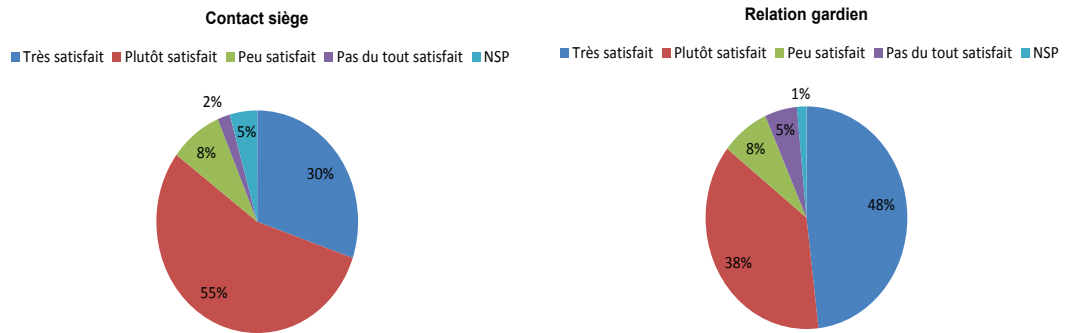 Contact siège
Très satisfait Plutôt satisfait Peu satisfait Pas du tout satisfait NSP
2%
5%
8%
30%
55%
Relation gardien
Très satisfait Plutôt satisfait Peu satisfait Pas du tout satisfait NSP
1%
5%
8%
48%
38%